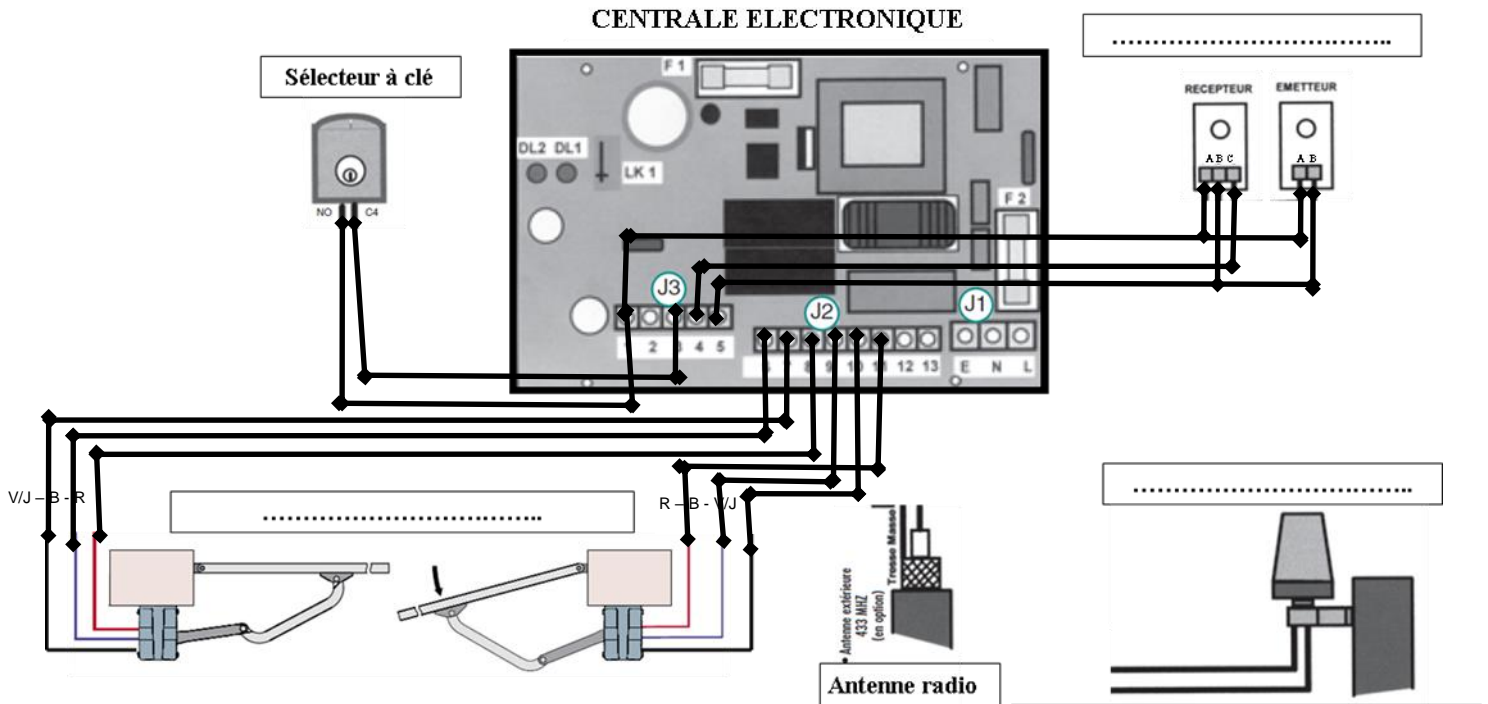 CENTRALE ELECTRONIQUE
..........................................
Sélecteur à clé
F 1
RECEPTEUR EMETTEUR
A B C A B
DL2 DL1
LK 1
NO C4
F 2
J3
J2
J1
2 4 5
12 13 E N L
V/J – B - R
..........................................
R – B - V/J
..........................................
Tresse Masse
• Antenne extérieure
433 MHZ
(en option)
Antenne radio